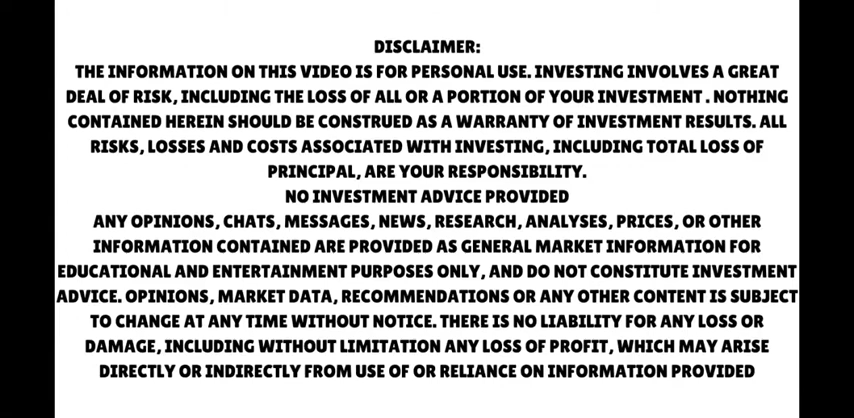 DISCLAIMER:
THE INFORMATION ON THIS VIDEO IS FOR PERSONAL USE. INVESTING INVOLVES A GREAT
DEAL OF RISK, INCLUDING THE LOSS OF ALL OR A PORTION OF YOUR INVESTMENT . NOTHING
CONTAINED HEREIN SHOULD BE CONSTRUED AS A WARRANTY OF INVESTMENT RESULTS. ALL
RISKS, LOSSES AND COSTS ASSOCIATED WITH INVESTING, INCLUDING TOTAL LOSS OF
PRINCIPAL, ARE YOUR RESPONSIBILITY.
NO INVESTMENT ADVICE PROVIDED
ANY OPINIONS, CHATS, MESSAGES, NEWS, RESEARCH, ANALYSES, PRICES, OR OTHER
INFORMATION CONTAINED ARE PROVIDED AS GENERAL MARKET INFORMATION FOR
EDUCATIONAL AND ENTERTAINMENT PURPOSES ONLY, AND DO NOT CONSTITUTE INVESTMENT
ADVICE. OPINIONS, MARKET DATA, RECOMMENDATIONS OR ANY OTHER CONTENT IS SUBJECT
TO CHANGE AT ANY TIME WITHOUT NOTICE. THERE IS NO LIABILITY FOR ANY LOSS OR
DAMAGE, INCLUDING WITHOUT LIMITATION ANY LOSS OF PROFIT, WHICH MAY ARISE
DIRECTLY OR INDIRECTLY FROM USE OF OR RELIANCE ON INFORMATION PROVIDED